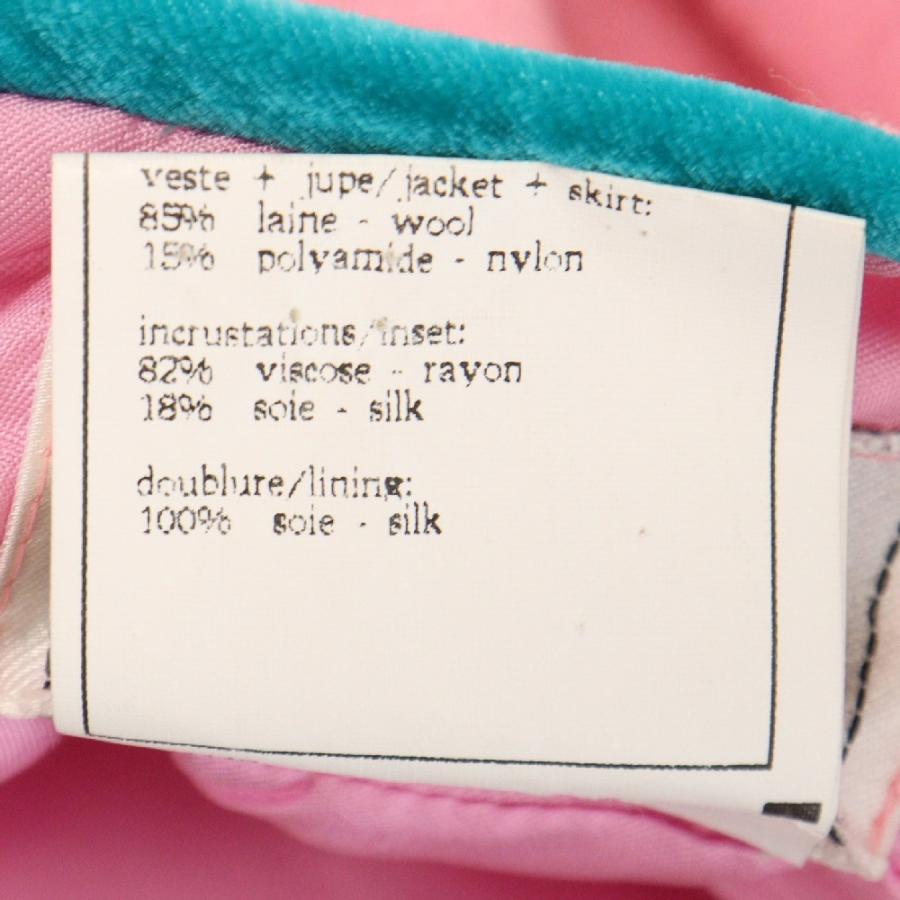 veste + jupe/jacket + skirt:
85% laine - wool
15% polyamide - nylon
incrustations/inset:
82% viscose - rayon
18% soie - silk
doublure/lining:
100% soie - silk